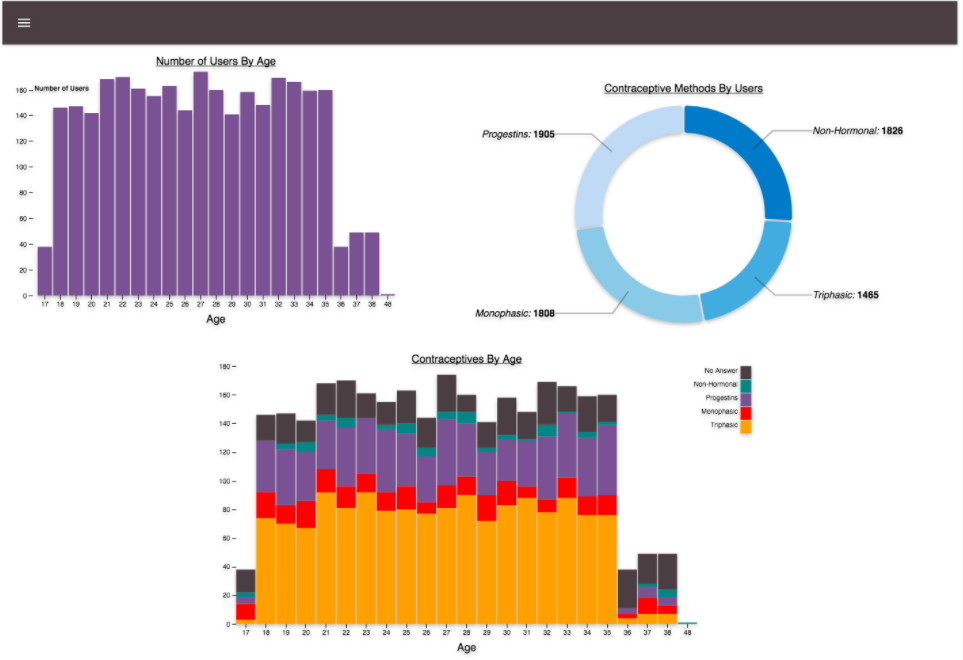 Number of Users By Age
Number of Users
160
140
120
100
80
60
40
20
0
17 18 19 20 21 22 23 24 25 26 27 28 29 30 31 32 33 34 35 36 37 38 48
Age
Contraceptive Methods By Users
Progestins: 1905
Non-Hormonal: 1826
Monophasic: 1808
Triphasic: 1465
Contraceptives By Age
180
160
140
120
100
80
60
40
20
0
17 18 19 20 21 22 23 24 25 26 27 28 29 30 31 32 33 34 35 36 37 38 48
Age
No Answer
Non-Hormonal
Progestins
Monophasic
Triphasic